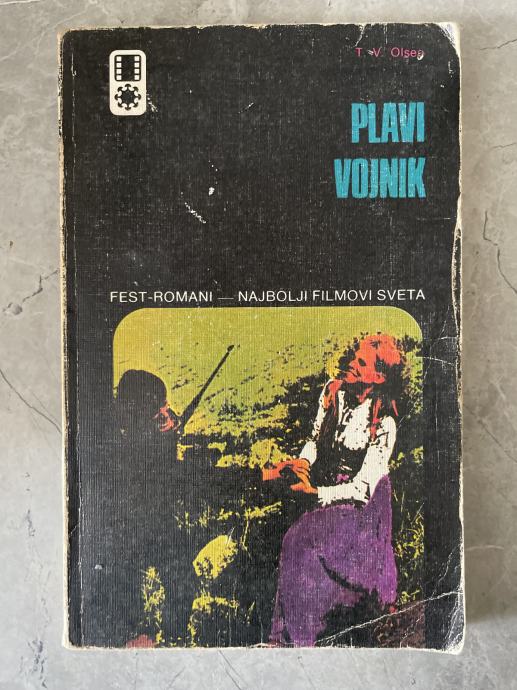 T. V. Olsen
PLAVI
VOJNIK
FEST-ROMANI — NAJBOLJI FILMOVI SVETA